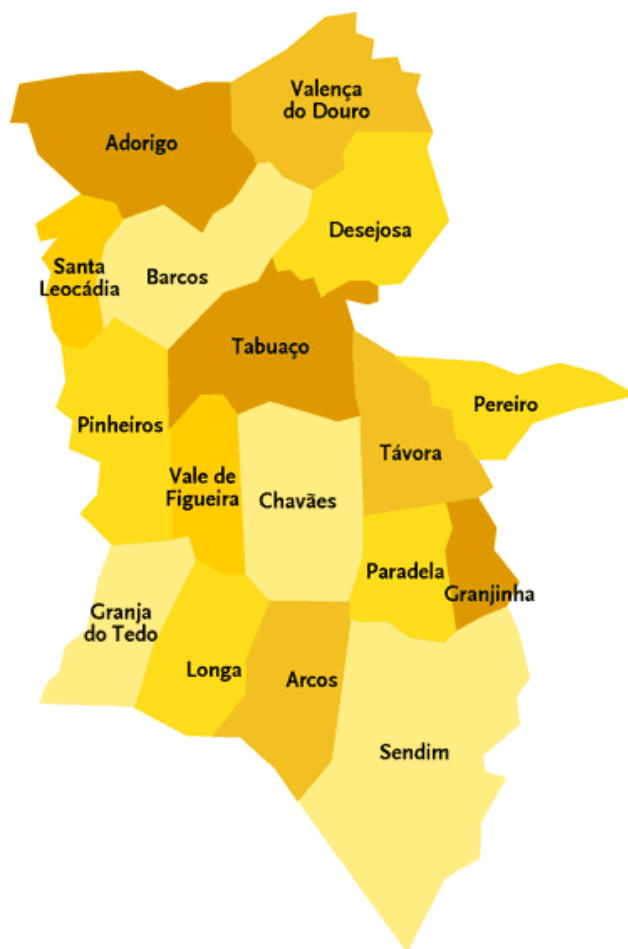 Valença
do Douro
Adorigo
Desejosa
Santa
Leocádia
Barcos
Tabuaço
Pereiro
Pinheiros
Távora
Vale de
Figueira
Chavães
Paradela
Granjinha
Granja
do Tedo
Longa
Arcos
Sendim